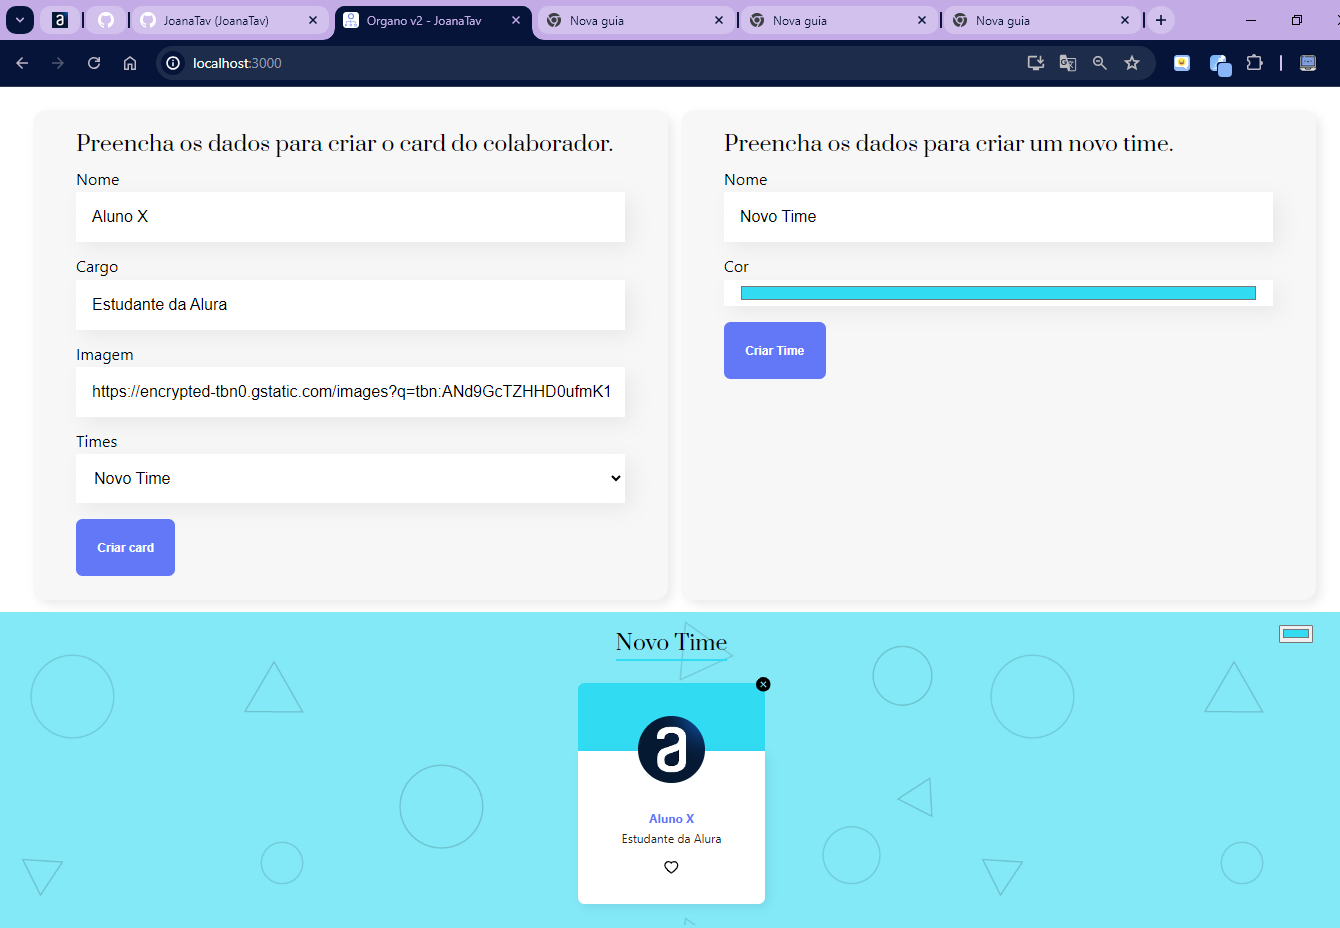 JoanaTav (JoanaTav)
Organo v2 - JoanaTav
Nova guia
Nova guia
Nova guia
localhost:3000
Preencha os dados para criar o card do colaborador.
Nome
Aluno X
Cargo
Estudante da Alura
Imagem
https://encrypted-tbn0.gstatic.com/images?q=tbn:ANd9GcTZHHD0ufmK1
Times
Novo Time
Criar card
Preencha os dados para criar um novo time.
Nome
Novo Time
Cor
Criar Time
Novo Time
a
Aluno X
Estudante da Alura